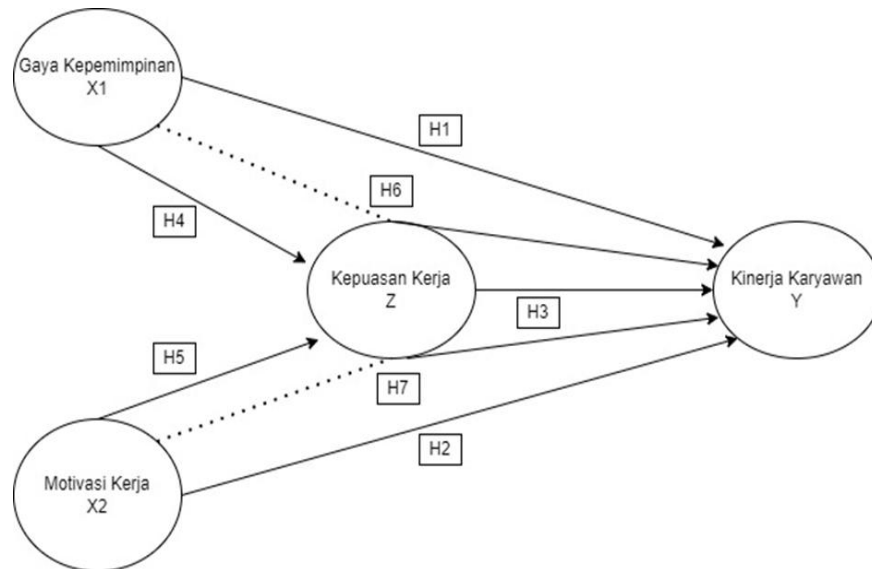 Gaya Kepemimpinan
X1
H1
H6
H4
Kepuasan Kerja
Z
Kinerja Karyawan
Y
H3
H5
H7
H2
Motivasi Kerja
X2